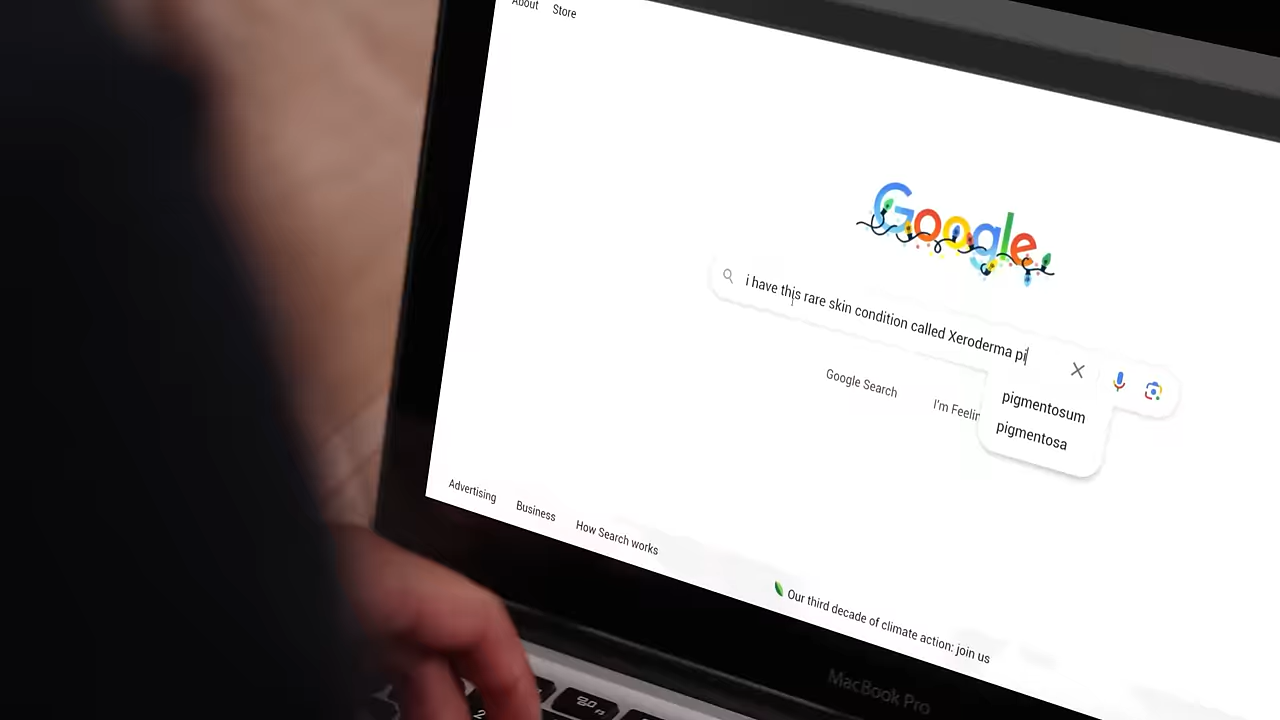 About Store
Google
i have this rare skin condition called Xeroderma pi
pigmentosum
pigmentosa
Google Search
Advertising Business How Search works
Our third decade of climate action: join us
MacBook Pro
2